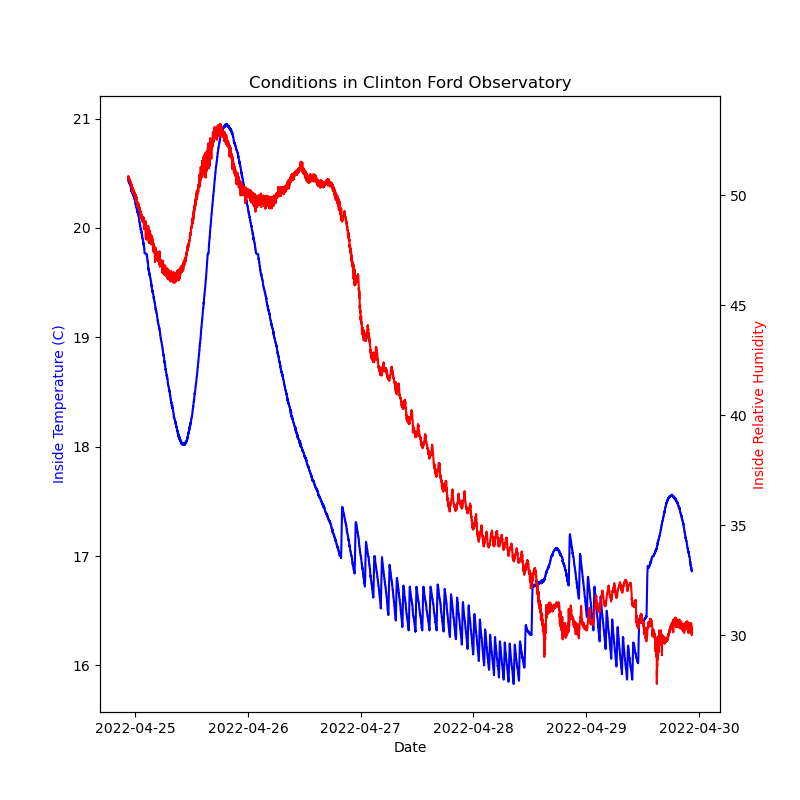 Conditions in Clinton Ford Observatory
21
20
19
18
17
16
Inside Temperature (C)
50
45
40
35
30
Inside Relative Humidity
2022-04-25 2022-04-26 2022-04-27 2022-04-28 2022-04-29 2022-04-30
Date